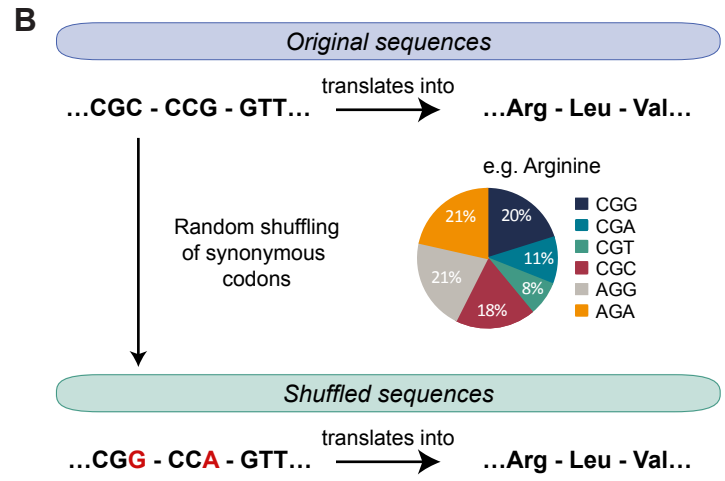 B
Original sequences
...CGC - CCG - GTT...
translates into
...Arg - Leu - Val...
e.g. Arginine
Random shuffling
of synonymous
codons
20%
11%
8%
18%
21%
21%
CGG
CGA
CGT
CGC
AGG
AGA
Shuffled sequences
...CGG - CCA - GTT...
translates into
...Arg - Leu - Val...